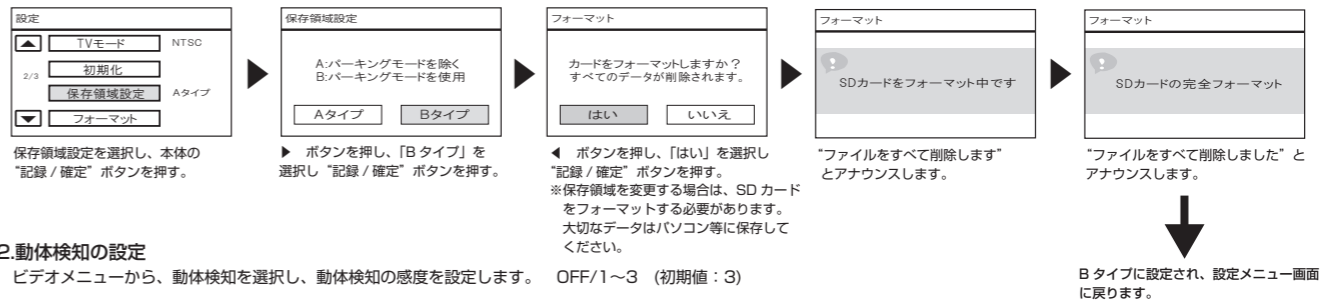 設定
TVモード NTSC
2/3 初期化
保存領域設定 Aタイプ
フォーマット
保存領域設定を選択し、本体の
“記録 / 確定”ボタンを押す。
保存領域設定
A:パーキングモードを除く
B:パーキングモードを使用
Aタイプ Bタイプ
▶ ボタンを押し、「B タイプ」を
選択し“記録 / 確定”ボタンを押す。
フォーマット
カードをフォーマットしますか？
すべてのデータが削除されます。
はい いいえ
◀ ボタンを押し、「はい」を選択し
“記録 / 確定”ボタンを押す。
※保存領域を変更する場合は、SD カード
をフォーマットする必要があります。
大切なデータはパソコン等に保存して
ください。
フォーマット
SDカードをフォーマット中です
“ファイルをすべて削除します”
とアナウンスします。
フォーマット
SDカードの完全フォーマット
“ファイルをすべて削除しました”と
アナウンスします。
B タイプに設定され、設定メニュー画面
に戻ります。
2.動体検知の設定
ビデオメニューから、動体検知を選択し、動体検知の感度を設定します。 OFF/1～3 (初期値：3)